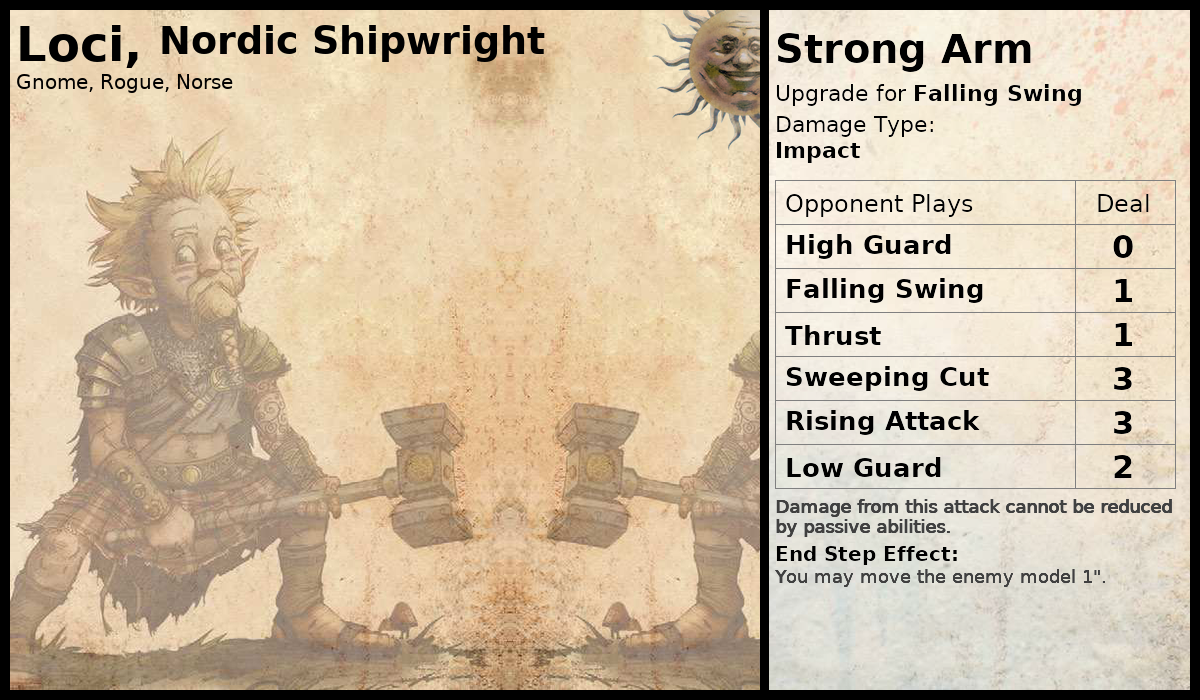 Loci, Nordic Shipwright
Gnome, Rogue, Norse
Strong Arm
Upgrade for Falling Swing
Damage Type:
Impact
Opponent Plays Deal
High Guard 0
Falling Swing 1
Thrust 1
Sweeping Cut 3
Rising Attack 3
Low Guard 2
Damage from this attack cannot be reduced
by passive abilities.
End Step Effect:
You may move the enemy model 1".